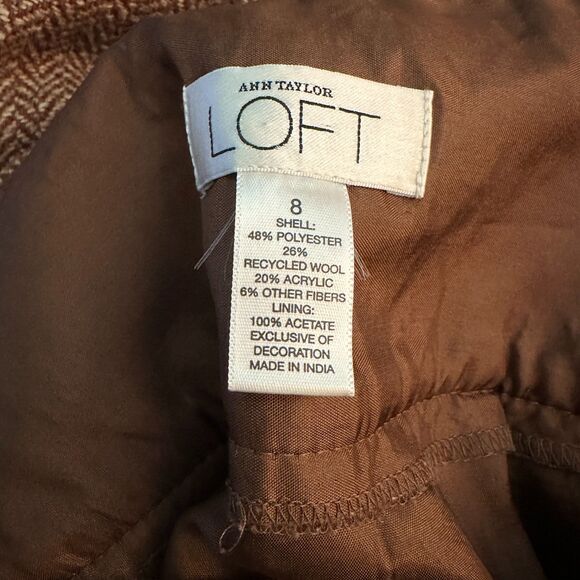 ANN TAYLOR
LOFT
8
SHELL:
48% POLYESTER
26%
RECYCLED WOOL
20% ACRYLIC
6% OTHER FIBERS
LINING:
100% ACETATE
EXCLUSIVE OF
DECORATION
MADE IN INDIA